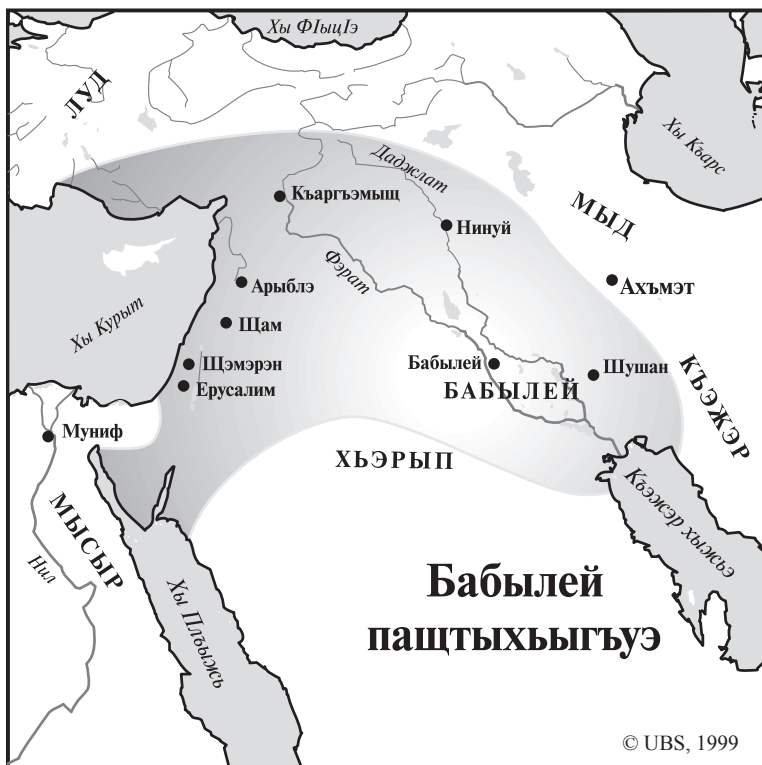 Хы ФӀыцӀэ
ЛУД
Хы Къарс
Даджлат
Къаргъэмыщ
МЫД
Нинуй
Фэрат
Арыблэ
Ахъмэт
Хы Курыт
Щам
Щэмэрэн
Бабылей
Шушан
Ерусалим
БАБЫЛЕЙ
КЪЭЖЭР
Муниф
ХЬЭРЫП
МЫСЫР
Къэжэр хыжьэ
Нил
Хы Плъыжь
Бабылей
пащтыхьыгъуэ
© UBS, 1999